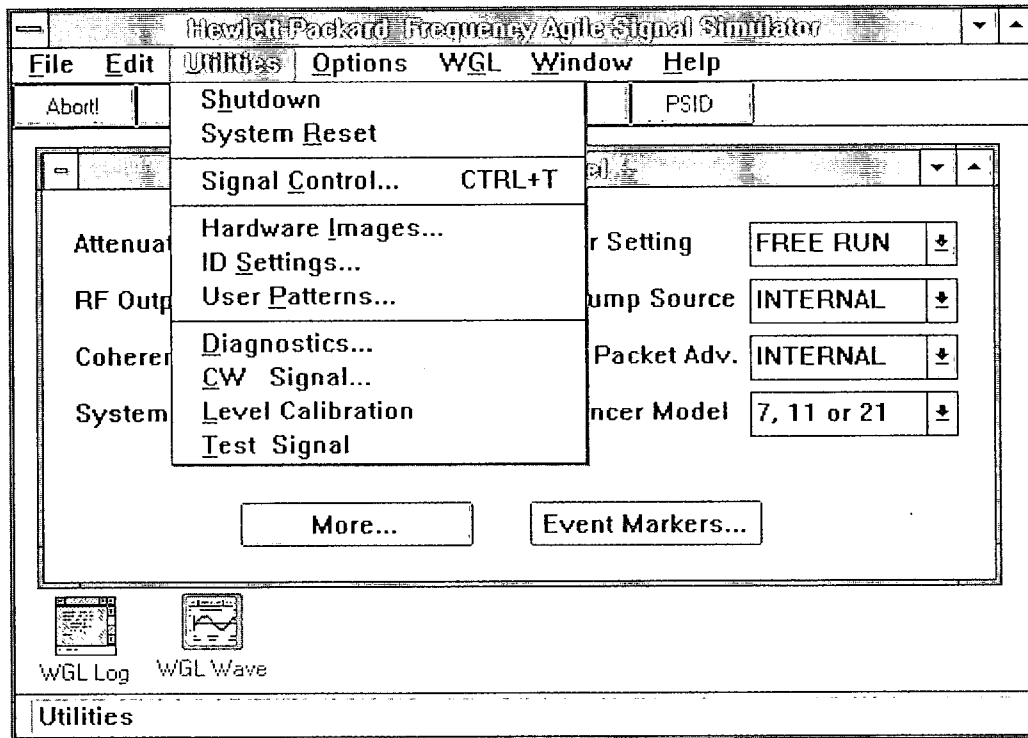 Hewlett Packard Frequency Agile Signal Simulator
File Edit Utilities Options WGL Window Help
Abort! PSID
Shutdown
System Reset
Signal Control... CTRL+T
Hardware Images...
ID Settings...
User Patterns...
Diagnostics...
CW Signal...
Level Calibration
Test Signal
Attenuat r Setting FREE RUN
RF Outp ump Source INTERNAL
Coheren Packet Adv. INTERNAL
System ncer Model 7, 11 or 21
More... Event Markers...
WGL Log WGL Wave
Utilities